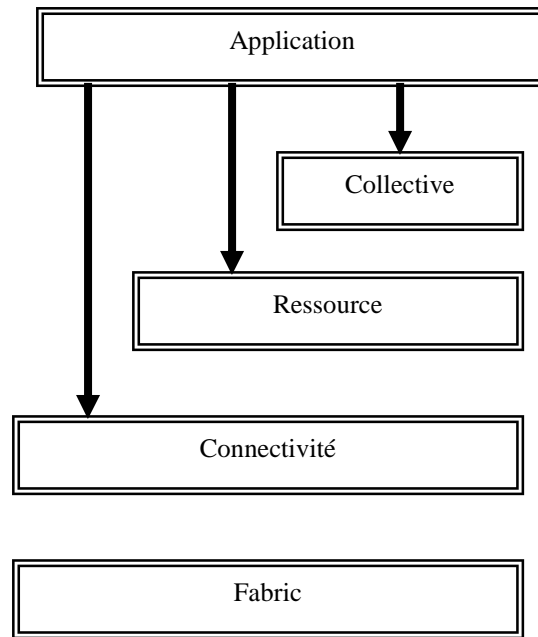 Application
Collective
Ressource
Connectivité
Fabric